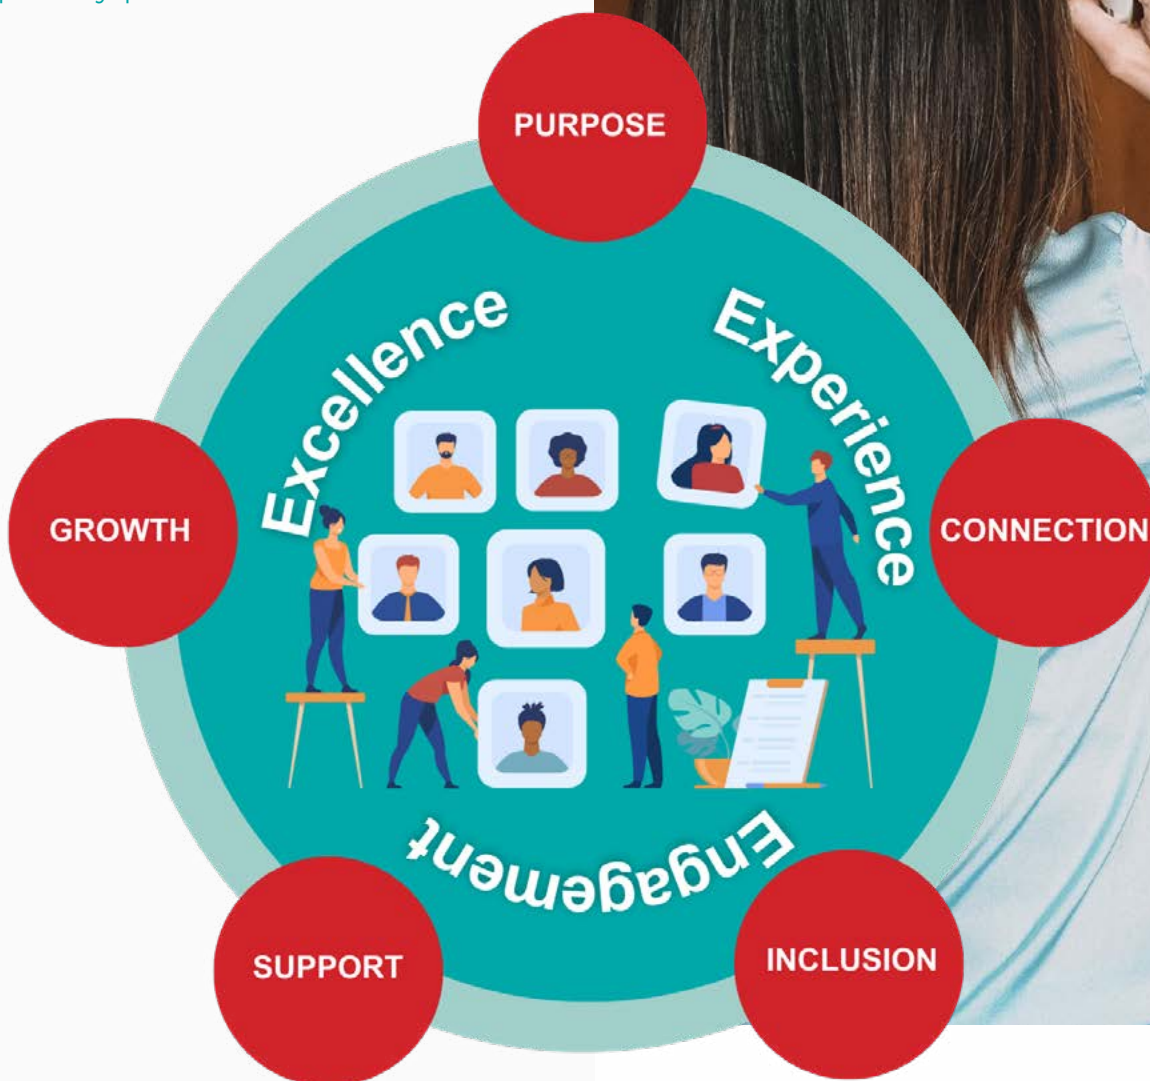 PURPOSE
Excellence
Experience
GROWTH
CONNECTION
Engagement
SUPPORT
INCLUSION